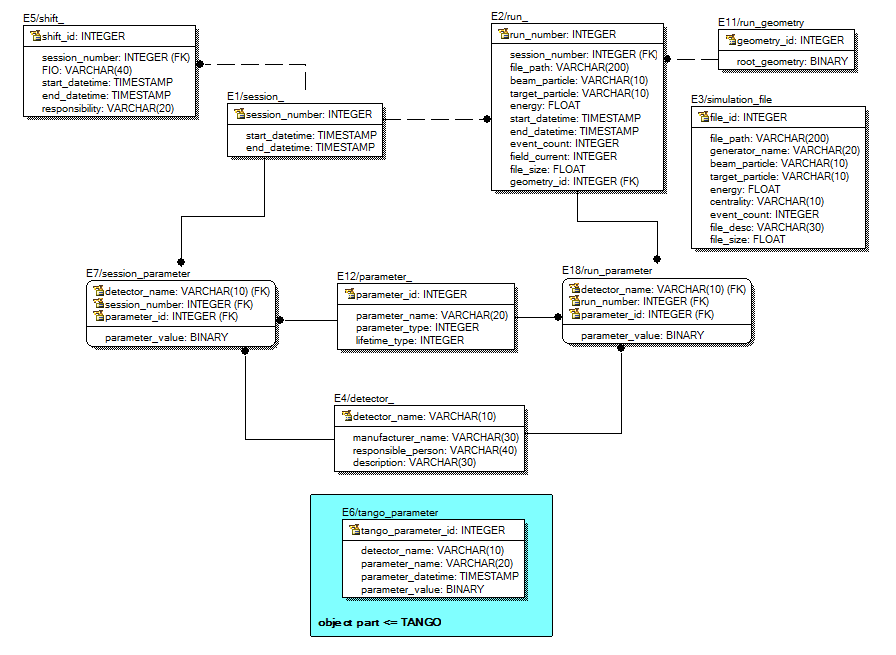 E5/shift_
shift_id: INTEGER
session_number: INTEGER (FK)
FIO: VARCHAR(40)
start_datetime: TIMESTAMP
end_datetime: TIMESTAMP
responsibility: VARCHAR(20)
E2/run_
run_number: INTEGER
session_number: INTEGER (FK)
file_path: VARCHAR(200)
beam_particle: VARCHAR(10)
target_particle: VARCHAR(10)
energy: FLOAT
start_datetime: TIMESTAMP
end_datetime: TIMESTAMP
event_count: INTEGER
field_current: INTEGER
file_size: FLOAT
geometry_id: INTEGER (FK)
E11/run_geometry
geometry_id: INTEGER
root_geometry: BINARY
E1/session_
session_number: INTEGER
start_datetime: TIMESTAMP
end_datetime: TIMESTAMP
E3/simulation_file
file_id: INTEGER
file_path: VARCHAR(200)
generator_name: VARCHAR(20)
beam_particle: VARCHAR(10)
target_particle: VARCHAR(10)
energy: FLOAT
centrality: VARCHAR(10)
event_count: INTEGER
file_desc: VARCHAR(30)
file_size: FLOAT
E7/session_parameter
detector_name: VARCHAR(10) (FK)
session_number: INTEGER (FK)
parameter_id: INTEGER (FK)
parameter_value: BINARY
E12/parameter_
parameter_id: INTEGER
parameter_name: VARCHAR(20)
parameter_type: INTEGER
lifetime_type: INTEGER
E18/run_parameter
detector_name: VARCHAR(10) (FK)
run_number: INTEGER (FK)
parameter_id: INTEGER (FK)
parameter_value: BINARY
E4/detector_
detector_name: VARCHAR(10)
manufacturer_name: VARCHAR(30)
responsible_person: VARCHAR(40)
description: VARCHAR(30)
E6/tango_parameter
tango_parameter_id: INTEGER
detector_name: VARCHAR(10)
parameter_name: VARCHAR(20)
parameter_datetime: TIMESTAMP
parameter_value: BINARY
object part <= TANGO